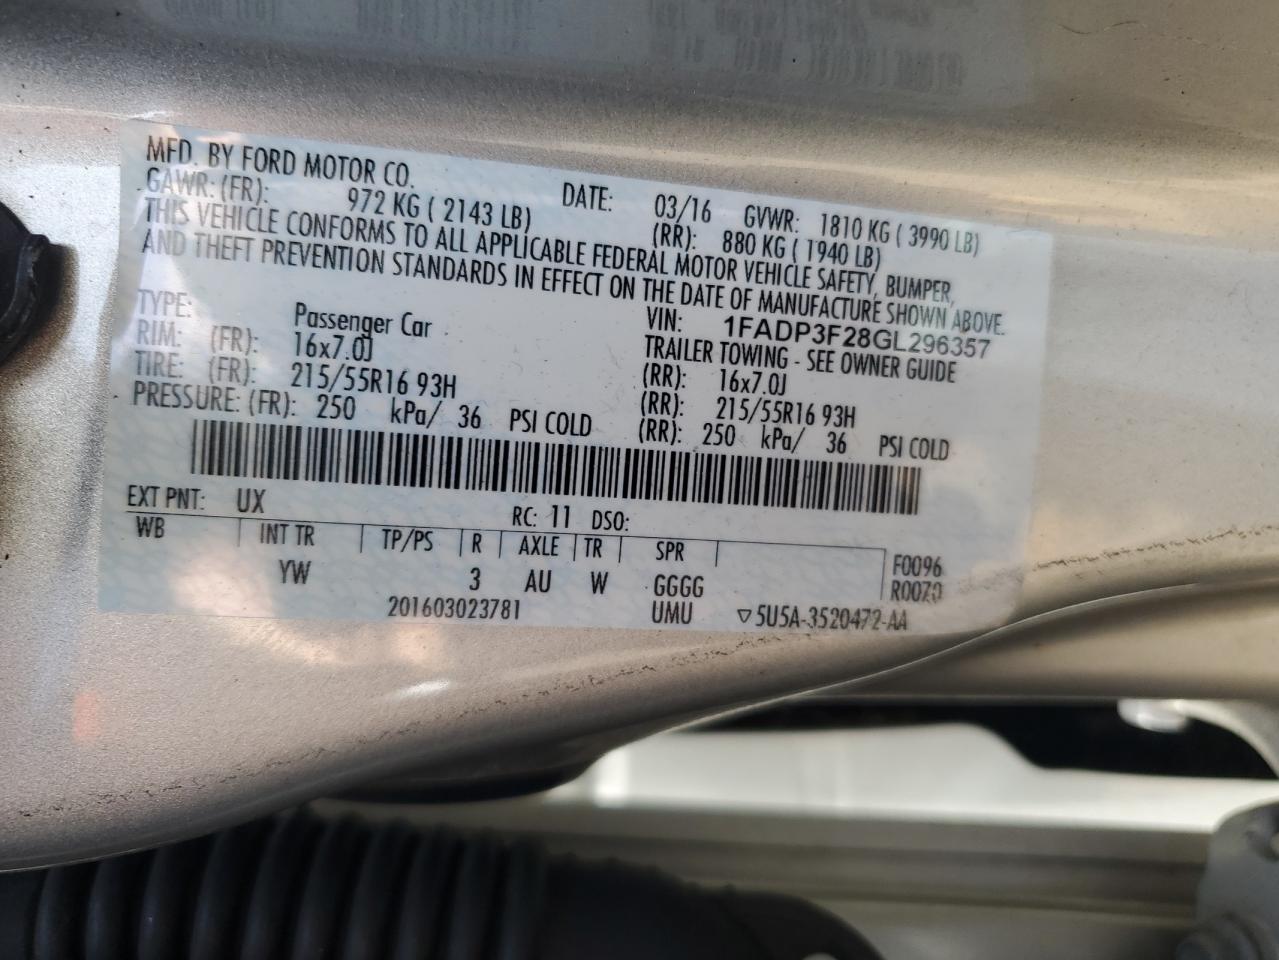 MFD. BY FORD MOTOR CO. DATE: 03/16 GVWR: 1810 KG ( 3990 LB)
GAWR: (FR): 972 KG ( 2143 LB) (RR): 880 KG ( 1940 LB)
THIS VEHICLE CONFORMS TO ALL APPLICABLE FEDERAL MOTOR VEHICLE SAFETY, BUMPER,
AND THEFT PREVENTION STANDARDS IN EFFECT ON THE DATE OF MANUFACTURE SHOWN ABOVE.
VIN: 1FADP3F28GL296357
TYPE: Passenger Car TRAILER TOWING - SEE OWNER GUIDE
RIM: (FR): 16x7.0J (RR): 16x7.0J
TIRE: (FR): 215/55R16 93H (RR): 215/55R16 93H
PRESSURE: (FR): 250 kPa/ 36 PSI COLD (RR): 250 kPa/ 36 PSI COLD
EXT PNT: UX RC: 11 DSO:
WB INT TR TP/PS R AXLE TR SPR F0096
YW 3 AU W GGGG R0070
201603023781 UMU ▽5U5A-3520472-AA